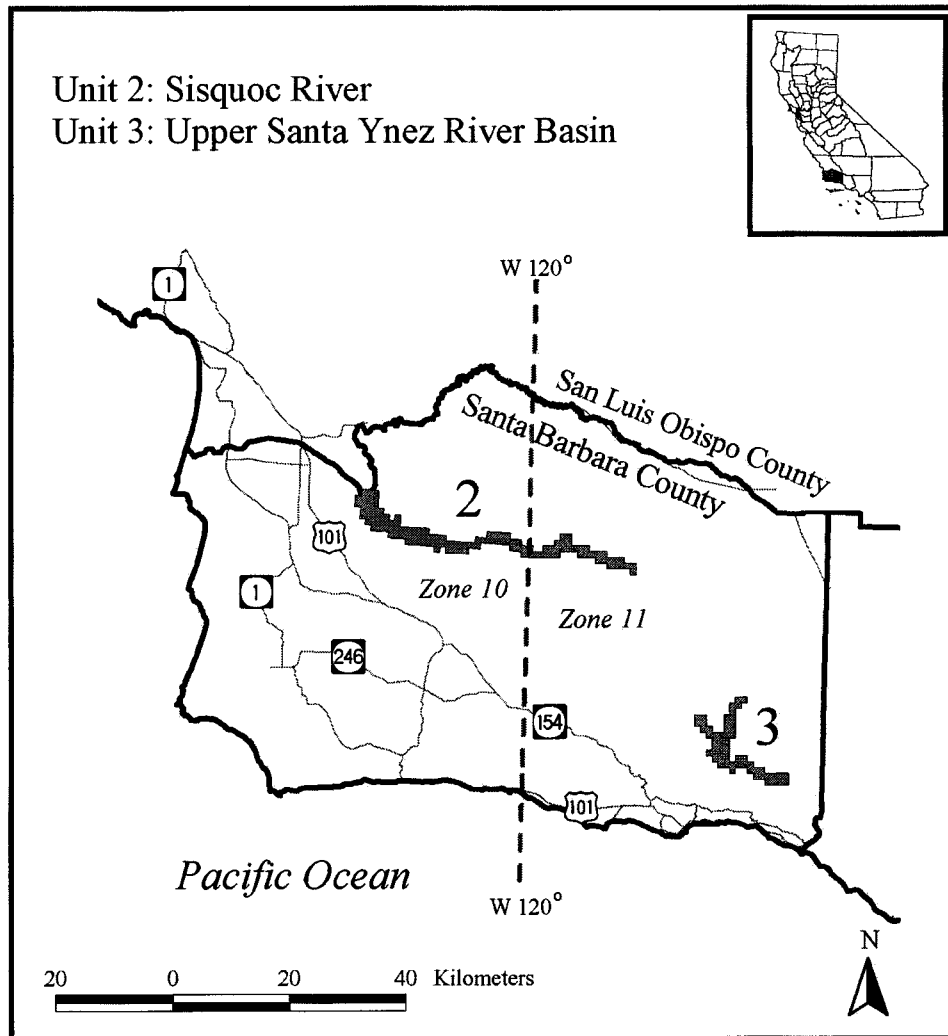 Unit 2: Sisquoc River
Unit 3: Upper Santa Ynez River Basin
W 120°
1
San Luis Obispo County
Santa Barbara County
2
101
Zone 10
1
Zone 11
246
3
154
101
Pacific Ocean
W 120°
N
20 0 20 40 Kilometers